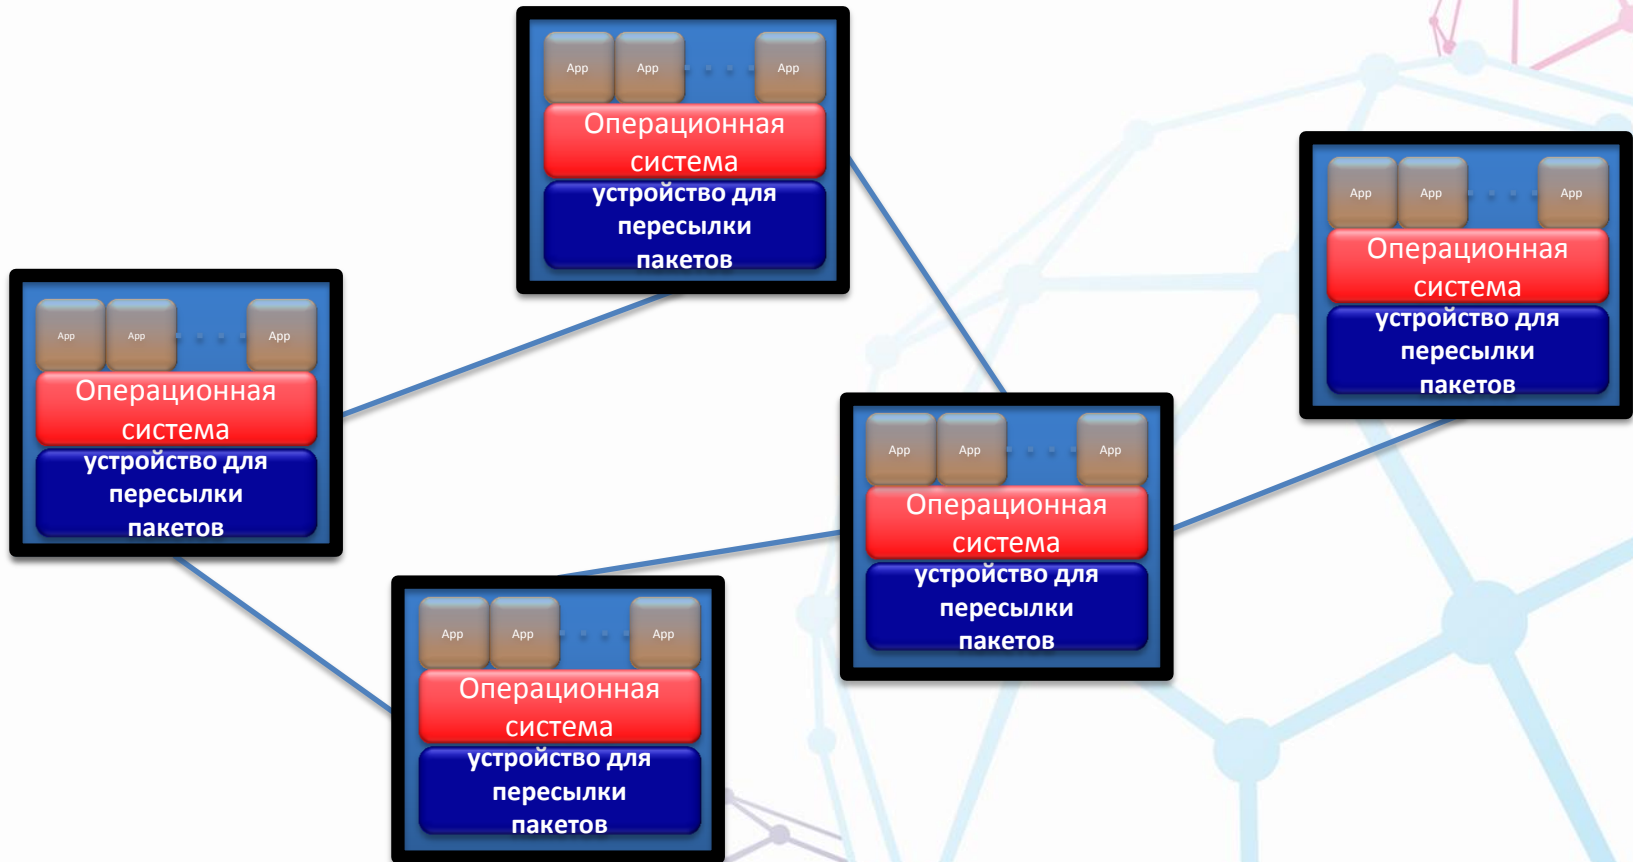 App App App
Операционная
система
устройство для
пересылки
пакетов
App App App
Операционная
система
устройство для
пересылки
пакетов
App App App
Операционная
система
устройство для
пересылки
пакетов
App App App
Операционная
система
устройство для
пересылки
пакетов
App App App
Операционная
система
устройство для
пересылки
пакетов